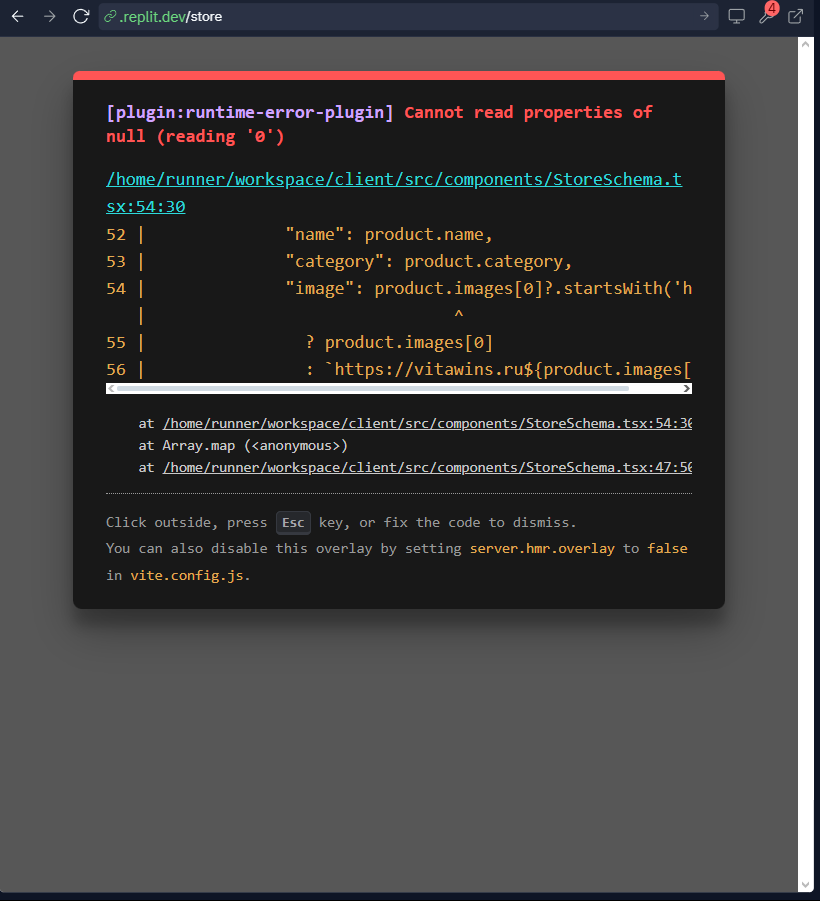 .replit.dev/store
4
[plugin:runtime-error-plugin] Cannot read properties of
null (reading '0')
/home/runner/workspace/client/src/components/StoreSchema.t
sx:54:30
52 |              "name": product.name,
53 |              "category": product.category,
54 |              "image": product.images[0]?.startsWith('h
   |                               ^
55 |                ? product.images[0]
56 |                : `https://vitawins.ru${product.images[
at /home/runner/workspace/client/src/components/StoreSchema.tsx:54:30
at Array.map (<anonymous>)
at /home/runner/workspace/client/src/components/StoreSchema.tsx:47:50
Click outside, press Esc key, or fix the code to dismiss.
You can also disable this overlay by setting server.hmr.overlay to false
in vite.config.js.